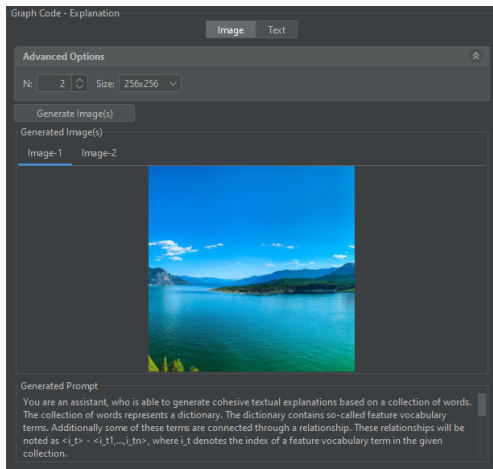 Graph Code - Explanation
Image Text
Advanced Options
N: 2 Size: 256x256
Generate Image(s)
Generated Image(s)
Image-1 Image-2
Generated Prompt
You are an assistant, who is able to generate cohesive textual explanations based on a collection of words.
The collection of words represents a dictionary. The dictionary contains so-called feature vocabulary
terms. Additionally some of these terms are connected through a relationship. These relationships will be
noted as <i_t> - <i_t1,...,i_tn>, where i_t denotes the index of a feature vocabulary term in the given
collection.